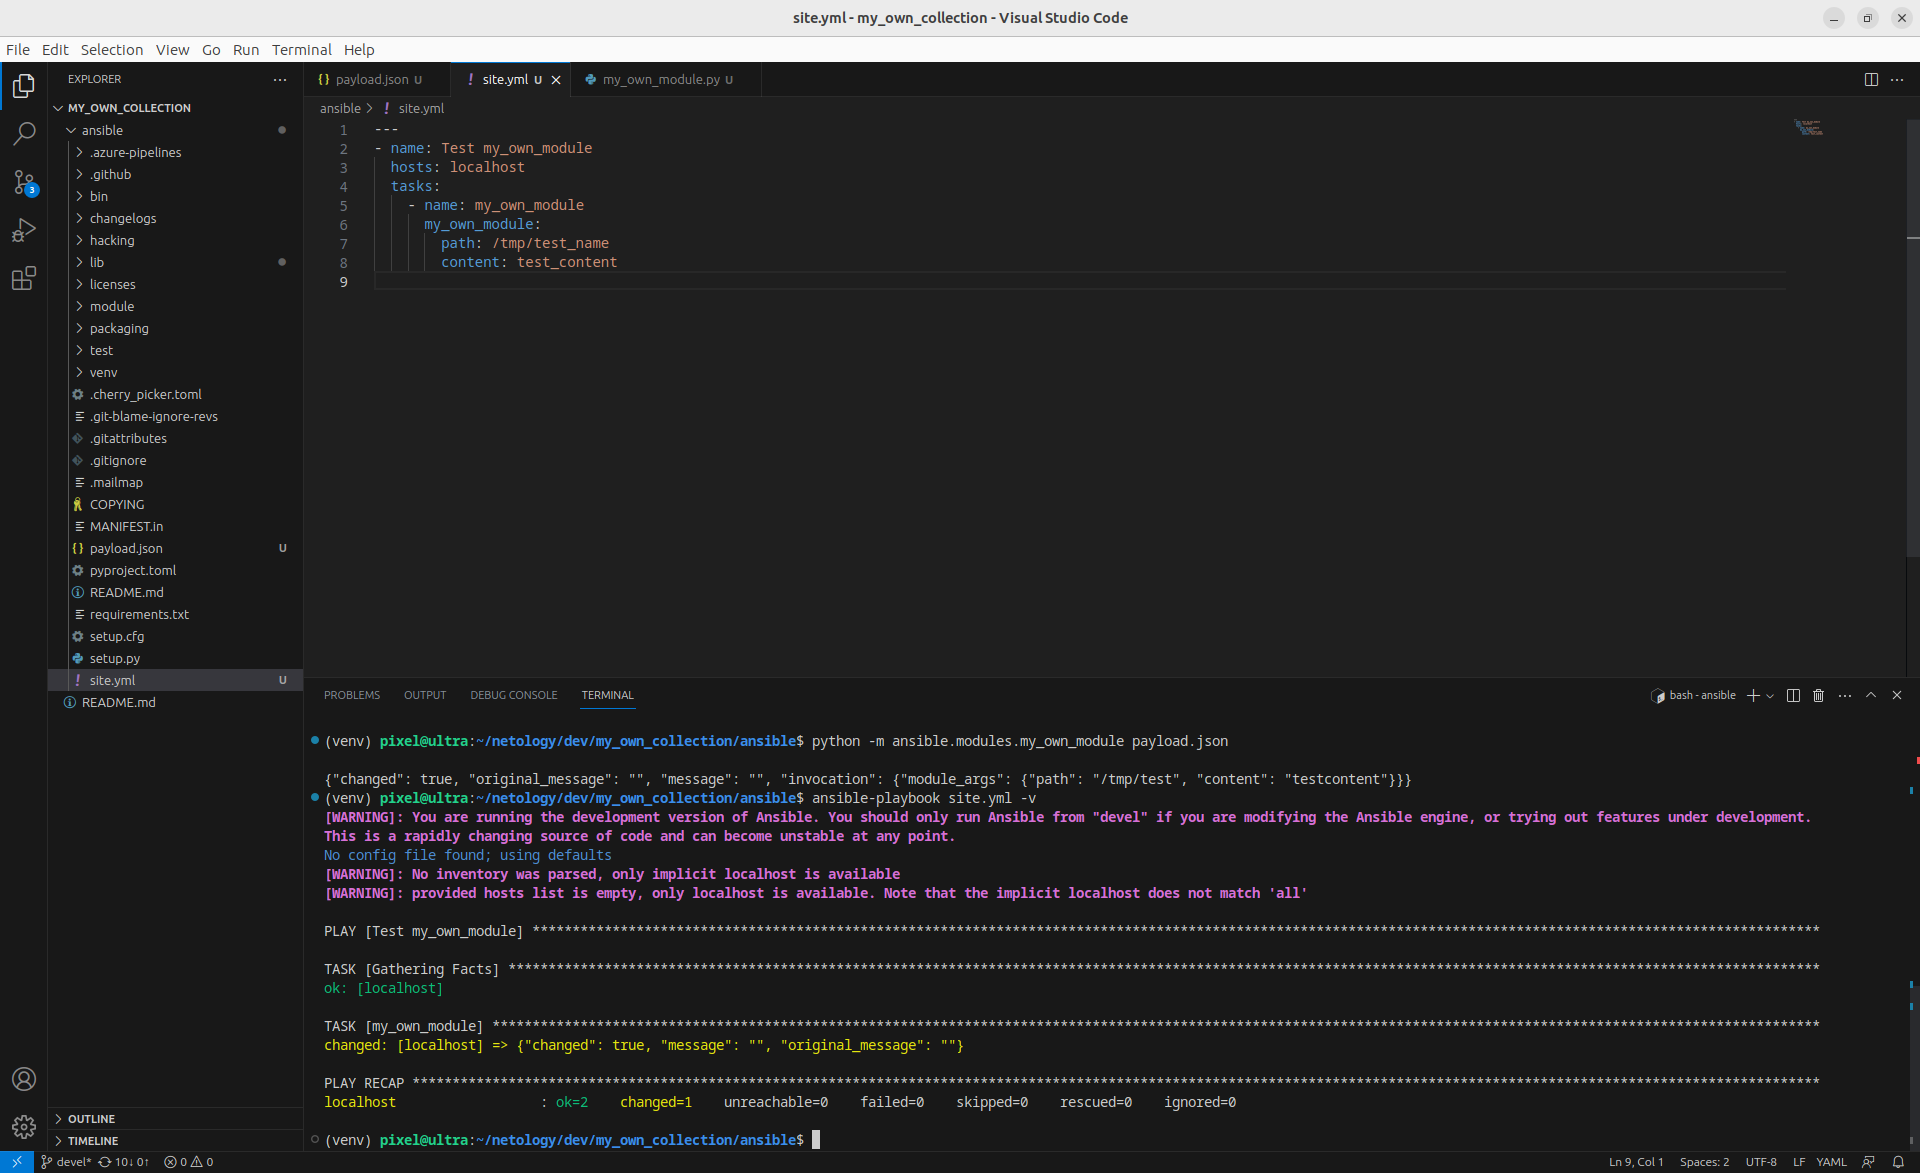 site.yml - my_own_collection - Visual Studio Code
File Edit Selection View Go Run Terminal Help
EXPLORER
MY_OWN_COLLECTION
ansible
.azure-pipelines
.github
bin
changelogs
hacking
lib
licenses
module
packaging
test
venv
.cherry_picker.toml
.git-blame-ignore-revs
.gitattributes
.gitignore
.mailmap
COPYING
MANIFEST.in
payload.json U
pyproject.toml
README.md
requirements.txt
setup.cfg
setup.py
site.yml U
README.md
OUTLINE
TIMELINE
3
payload.json U site.yml U my_own_module.py U
ansible > ! site.yml
1 ---
2 - name: Test my_own_module
3 hosts: localhost
4 tasks:
5 - name: my_own_module
6 my_own_module:
7 path: /tmp/test_name
8 content: test_content
9
PROBLEMS OUTPUT DEBUG CONSOLE TERMINAL
bash - ansible
(venv) pixel@ultra:~/netology/dev/my_own_collection/ansible$ python -m ansible.modules.my_own_module payload.json
{"changed": true, "original_message": "", "message": "", "invocation": {"module_args": {"path": "/tmp/test", "content": "testcontent"}}}
(venv) pixel@ultra:~/netology/dev/my_own_collection/ansible$ ansible-playbook site.yml -v
[WARNING]: You are running the development version of Ansible. You should only run Ansible from "devel" if you are modifying the Ansible engine, or trying out features under development.
This is a rapidly changing source of code and can become unstable at any point.
No config file found; using defaults
[WARNING]: No inventory was parsed, only implicit localhost is available
[WARNING]: provided hosts list is empty, only localhost is available. Note that the implicit localhost does not match 'all'
PLAY [Test my_own_module] *****************************************************************************************************************************************************************
TASK [Gathering Facts] ********************************************************************************************************************************************************************
ok: [localhost]
TASK [my_own_module] **********************************************************************************************************************************************************************
changed: [localhost] => {"changed": true, "message": "", "original_message": ""}
PLAY RECAP ********************************************************************************************************************************************************************************
localhost : ok=2 changed=1 unreachable=0 failed=0 skipped=0 rescued=0 ignored=0
(venv) pixel@ultra:~/netology/dev/my_own_collection/ansible$
devel* 10↓ 0↑ 0 0
Ln 9, Col 1 Spaces: 2 UTF-8 LF YAML